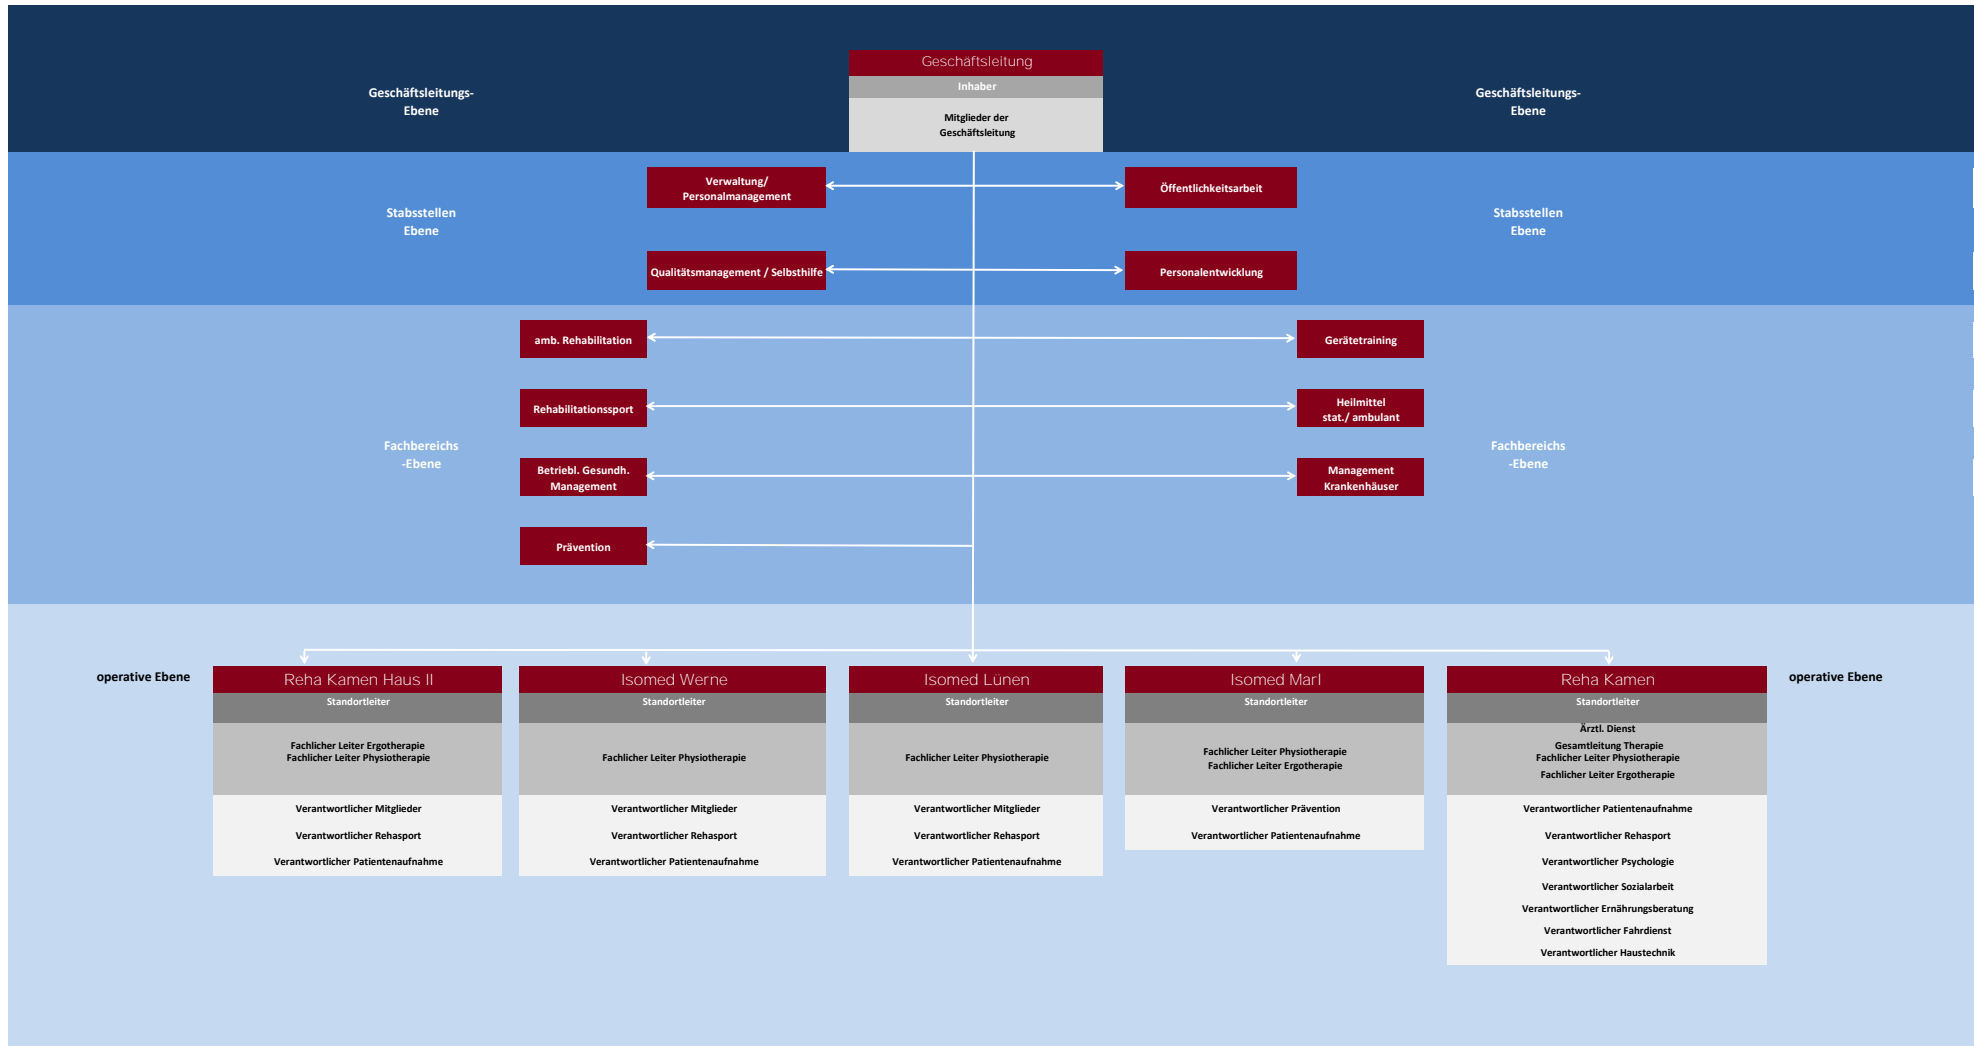 Geschäftsleitung
Inhaber
Mitglieder der
Geschäftsleitung
Geschäftsleitungs-
Ebene
Geschäftsleitungs-
Ebene
Verwaltung/
Personalmanagement
Öffentlichkeitsarbeit
Stabsstellen
Ebene
Stabsstellen
Ebene
Qualitätsmanagement / Selbsthilfe
Personalentwicklung
amb. Rehabilitation
Gerätetraining
Rehabilitationssport
Heilmittel
stat./ ambulant
Fachbereichs
-Ebene
Fachbereichs
-Ebene
Betriebl. Gesundh.
Management
Management
Krankenhäuser
Prävention
operative Ebene
Reha Kamen Haus II
Standortleiter
Fachlicher Leiter Ergotherapie
Fachlicher Leiter Physiotherapie
Verantwortlicher Mitglieder
Verantwortlicher Rehasport
Verantwortlicher Patientenaufnahme
Isomed Werne
Standortleiter
Fachlicher Leiter Physiotherapie
Verantwortlicher Mitglieder
Verantwortlicher Rehasport
Verantwortlicher Patientenaufnahme
Isomed Lünen
Standortleiter
Fachlicher Leiter Physiotherapie
Verantwortlicher Mitglieder
Verantwortlicher Rehasport
Verantwortlicher Patientenaufnahme
Isomed Marl
Standortleiter
Fachlicher Leiter Physiotherapie
Fachlicher Leiter Ergotherapie
Verantwortlicher Prävention
Verantwortlicher Patientenaufnahme
Reha Kamen
Standortleiter
Ärztl. Dienst
Gesamtleitung Therapie
Fachlicher Leiter Physiotherapie
Fachlicher Leiter Ergotherapie
Verantwortlicher Patientenaufnahme
Verantwortlicher Rehasport
Verantwortlicher Psychologie
Verantwortlicher Sozialarbeit
Verantwortlicher Ernährungsberatung
Verantwortlicher Fahrdienst
Verantwortlicher Haustechnik
operative Ebene